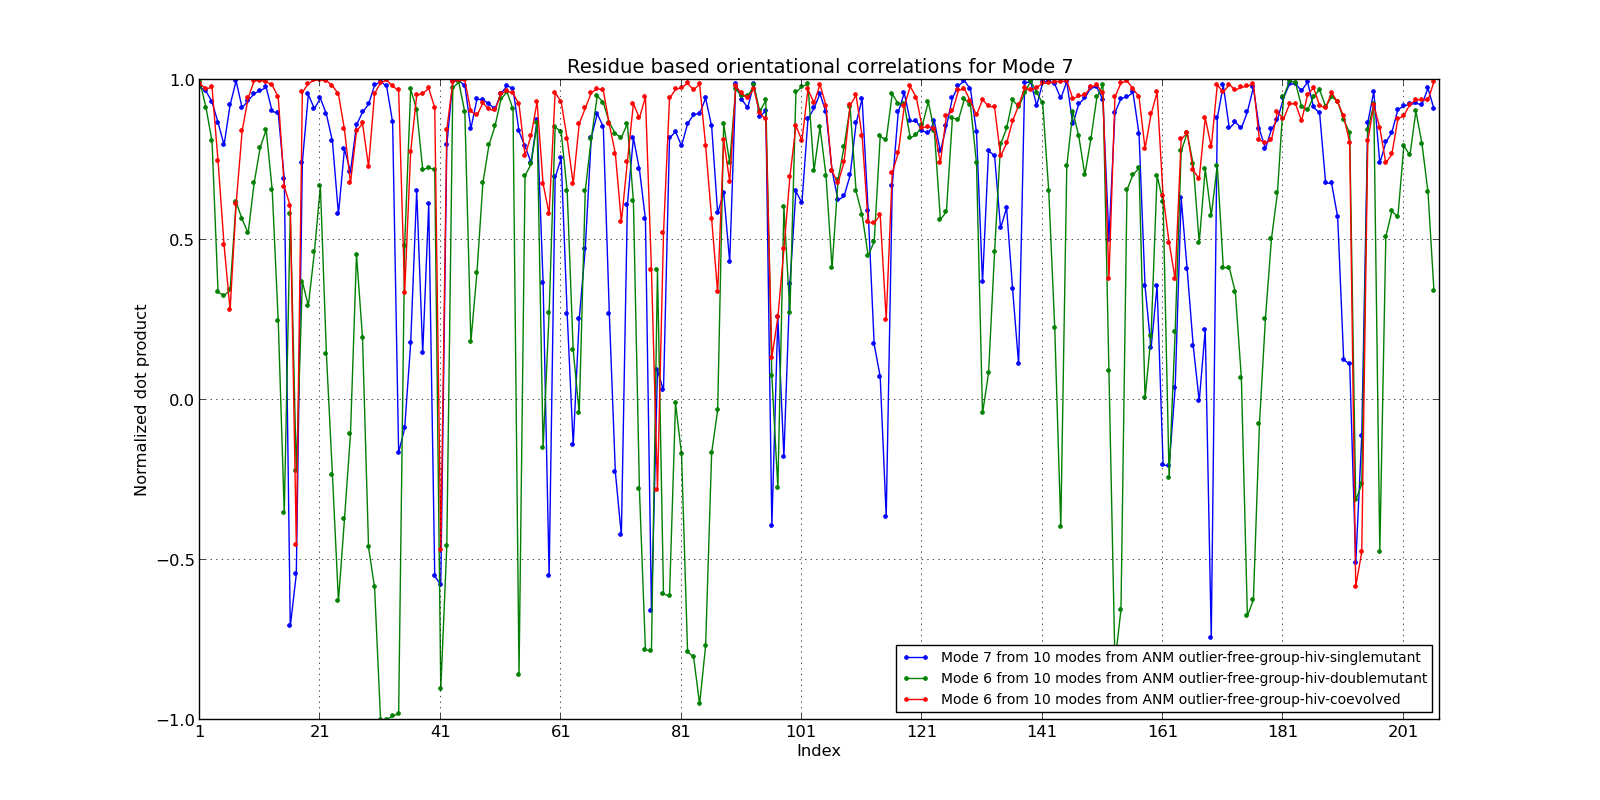 Residue based orientational correlations for Mode 7
1.0
0.5
0.0
−0.5
−1.0
Normalized dot product
1 21 41 61 81 101 121 141 161 181 201
Index
Mode 7 from 10 modes from ANM outlier-free-group-hiv-singlemutant
Mode 6 from 10 modes from ANM outlier-free-group-hiv-doublemutant
Mode 6 from 10 modes from ANM outlier-free-group-hiv-coevolved